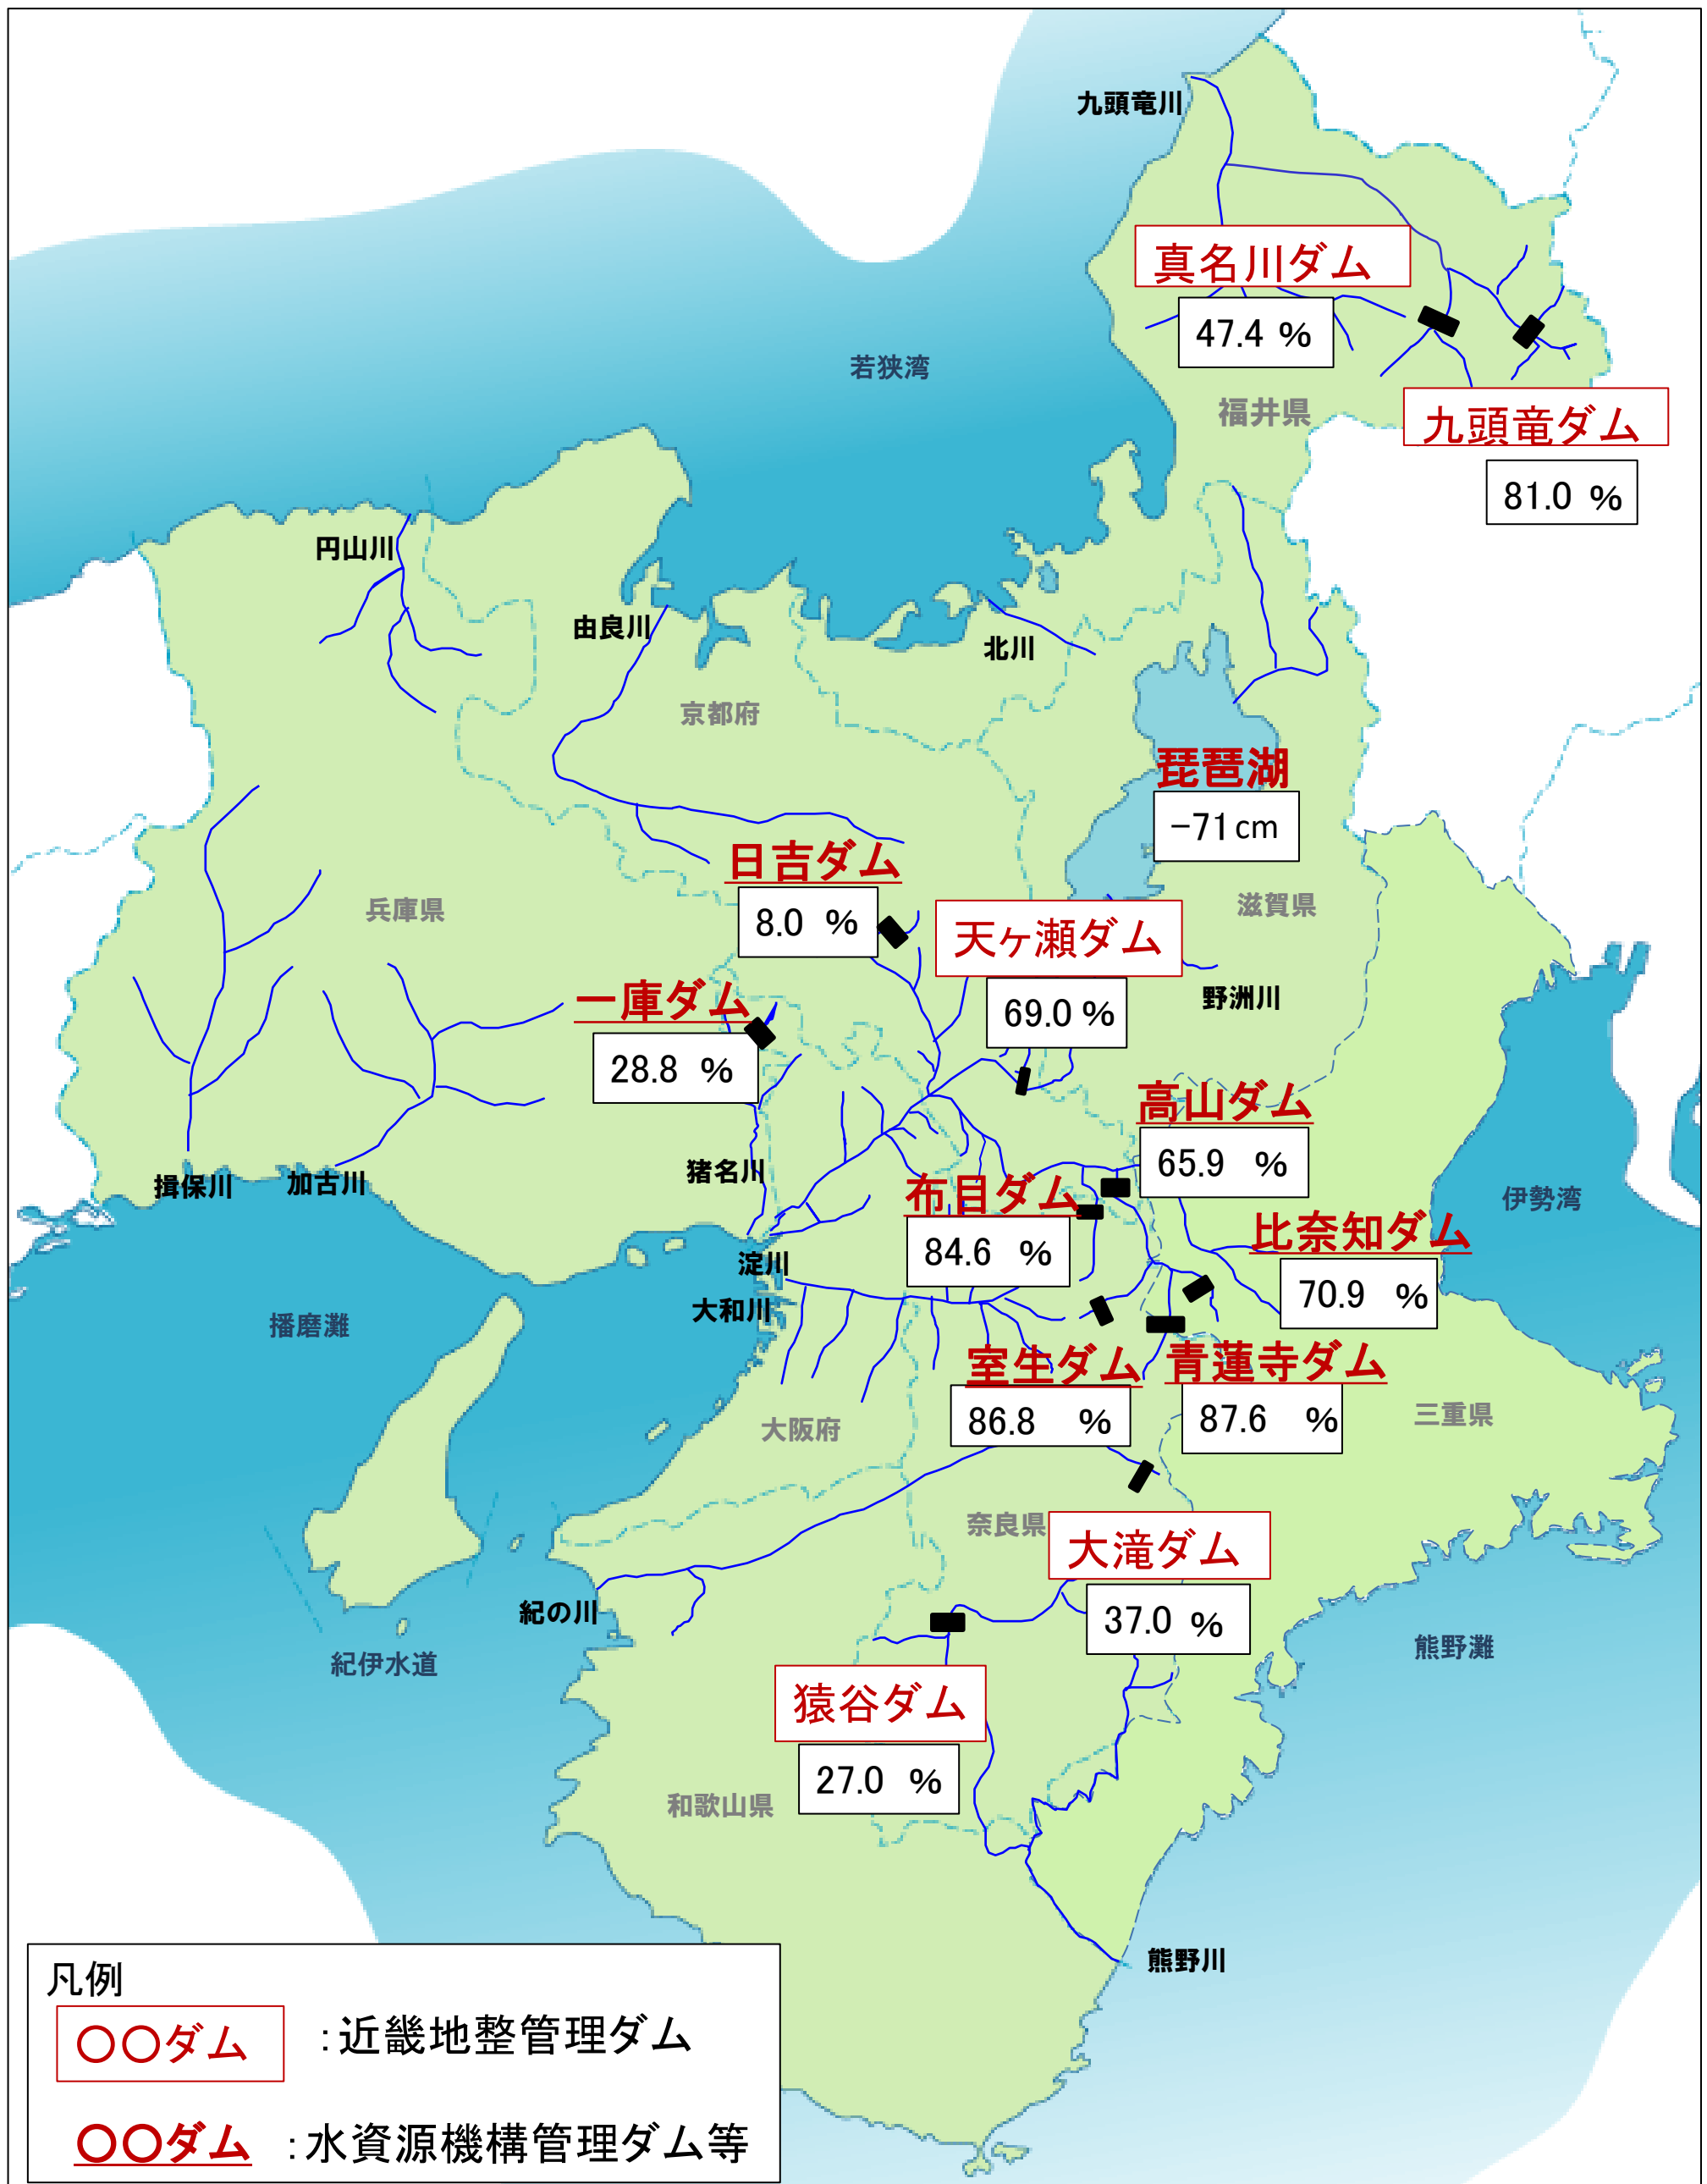 九頭竜川
真名川ダム
47.4 %
若狭湾
福井県
九頭竜ダム
81.0 %
円山川
由良川
北川
京都府
琵琶湖
-71cm
日吉ダム
8.0 %
兵庫県
滋賀県
天ヶ瀬ダム
69.0 %
野洲川
一庫ダム
28.8 %
高山ダム
65.9 %
猪名川
揖保川
加古川
布目ダム
84.6 %
伊勢湾
比奈知ダム
70.9 %
淀川
大和川
播磨灘
室生ダム
86.8 %
青蓮寺ダム
87.6 %
大阪府
三重県
奈良県
大滝ダム
37.0 %
紀の川
紀伊水道
熊野灘
猿谷ダム
27.0 %
和歌山県
熊野川
凡例
〇〇ダム :近畿地整管理ダム
〇〇ダム :水資源機構管理ダム等